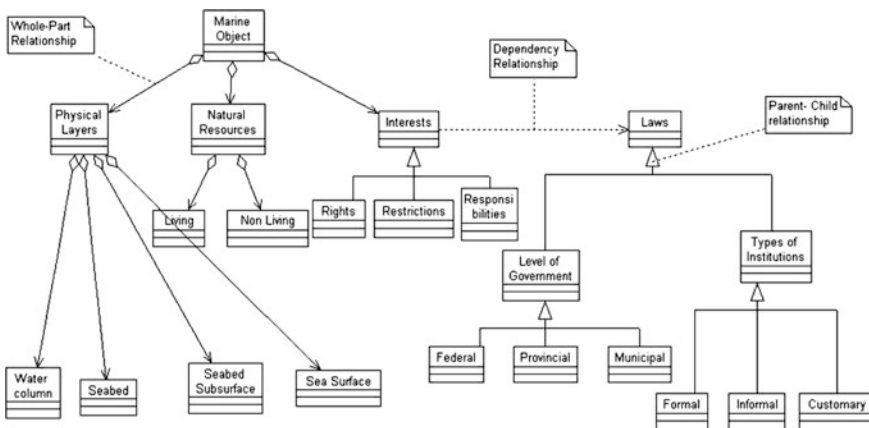 Whole-Part
Relationship
Marine
Object
Dependency
Relationship
Physical
Layers
Natural
Resources
Interests
Laws
Parent- Child
relationship
Living
Non Living
Rights
Restrictions
Responsi
bilities
Level of
Government
Types of
Institutions
Federal
Provincial
Municipal
Water
column
Seabed
Seabed
Subsurface
Sea Surface
Formal
Informal
Customary